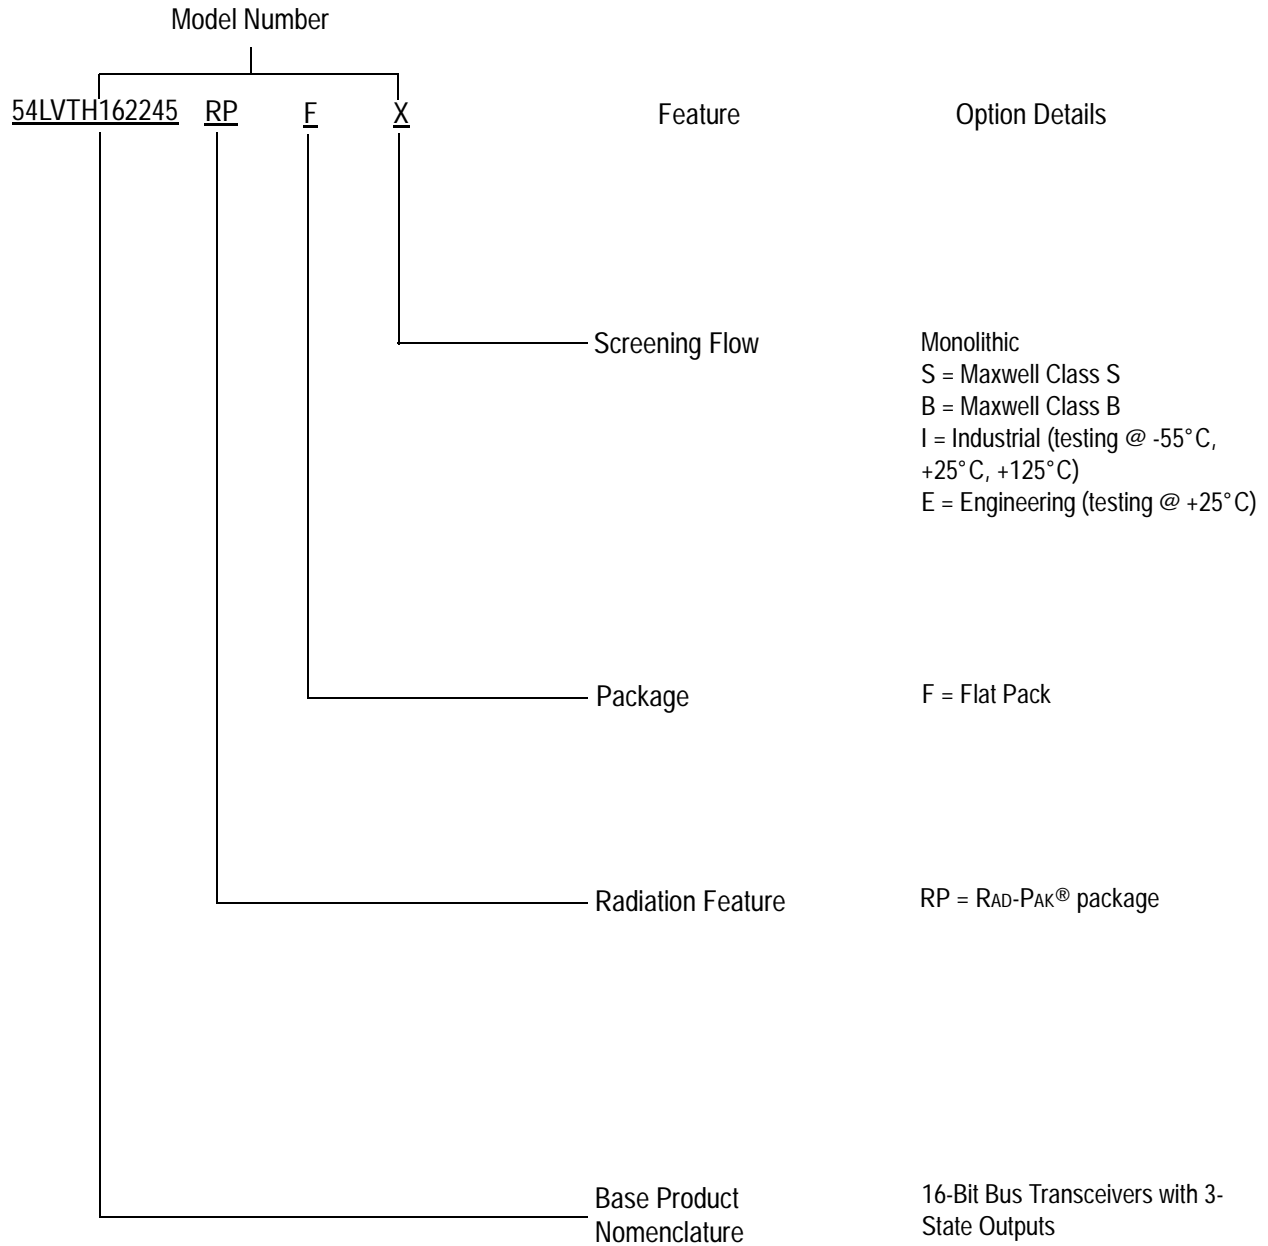 Model Number
54LVTH162245 RP F X Feature Option Details
Screening Flow
Monolithic
S = Maxwell Class S
B = Maxwell Class B
I = Industrial (testing @ -55°C,
+25°C, +125°C)
E = Engineering (testing @ +25°C)
Package
F = Flat Pack
Radiation Feature
RP = RAD-PAK® package
Base Product
Nomenclature
16-Bit Bus Transceivers with 3-
State Outputs